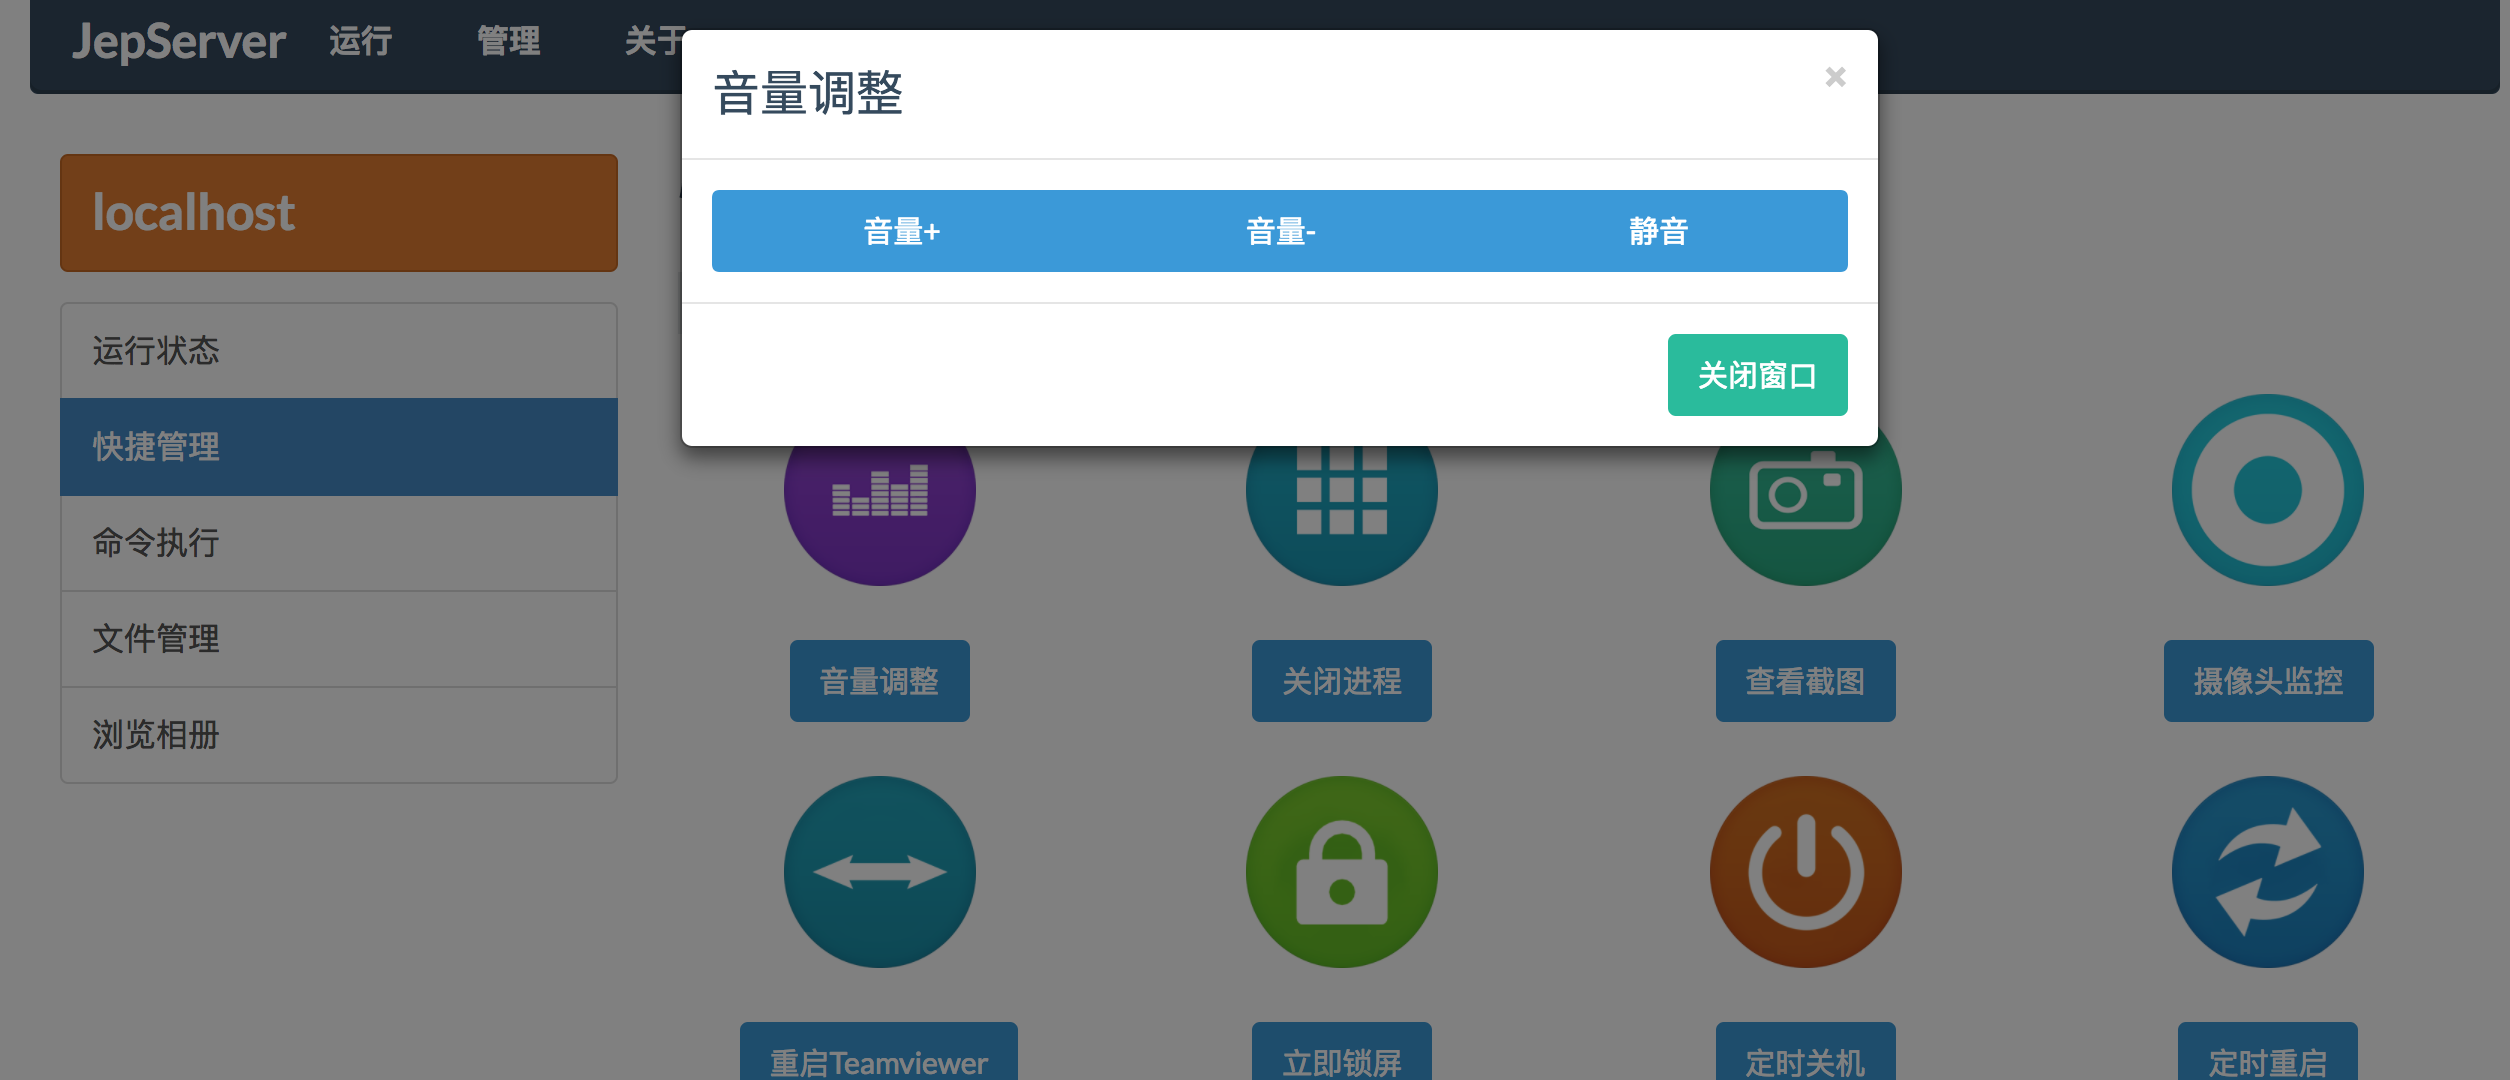 JepServer 运行 管理 关于
音量调整 ×
音量+ 音量- 静音
关闭窗口
localhost
运行状态
快捷管理
命令执行
文件管理
浏览相册
音量调整 关闭进程 查看截图 摄像头监控
重启Teamviewer 立即锁屏 定时关机 定时重启